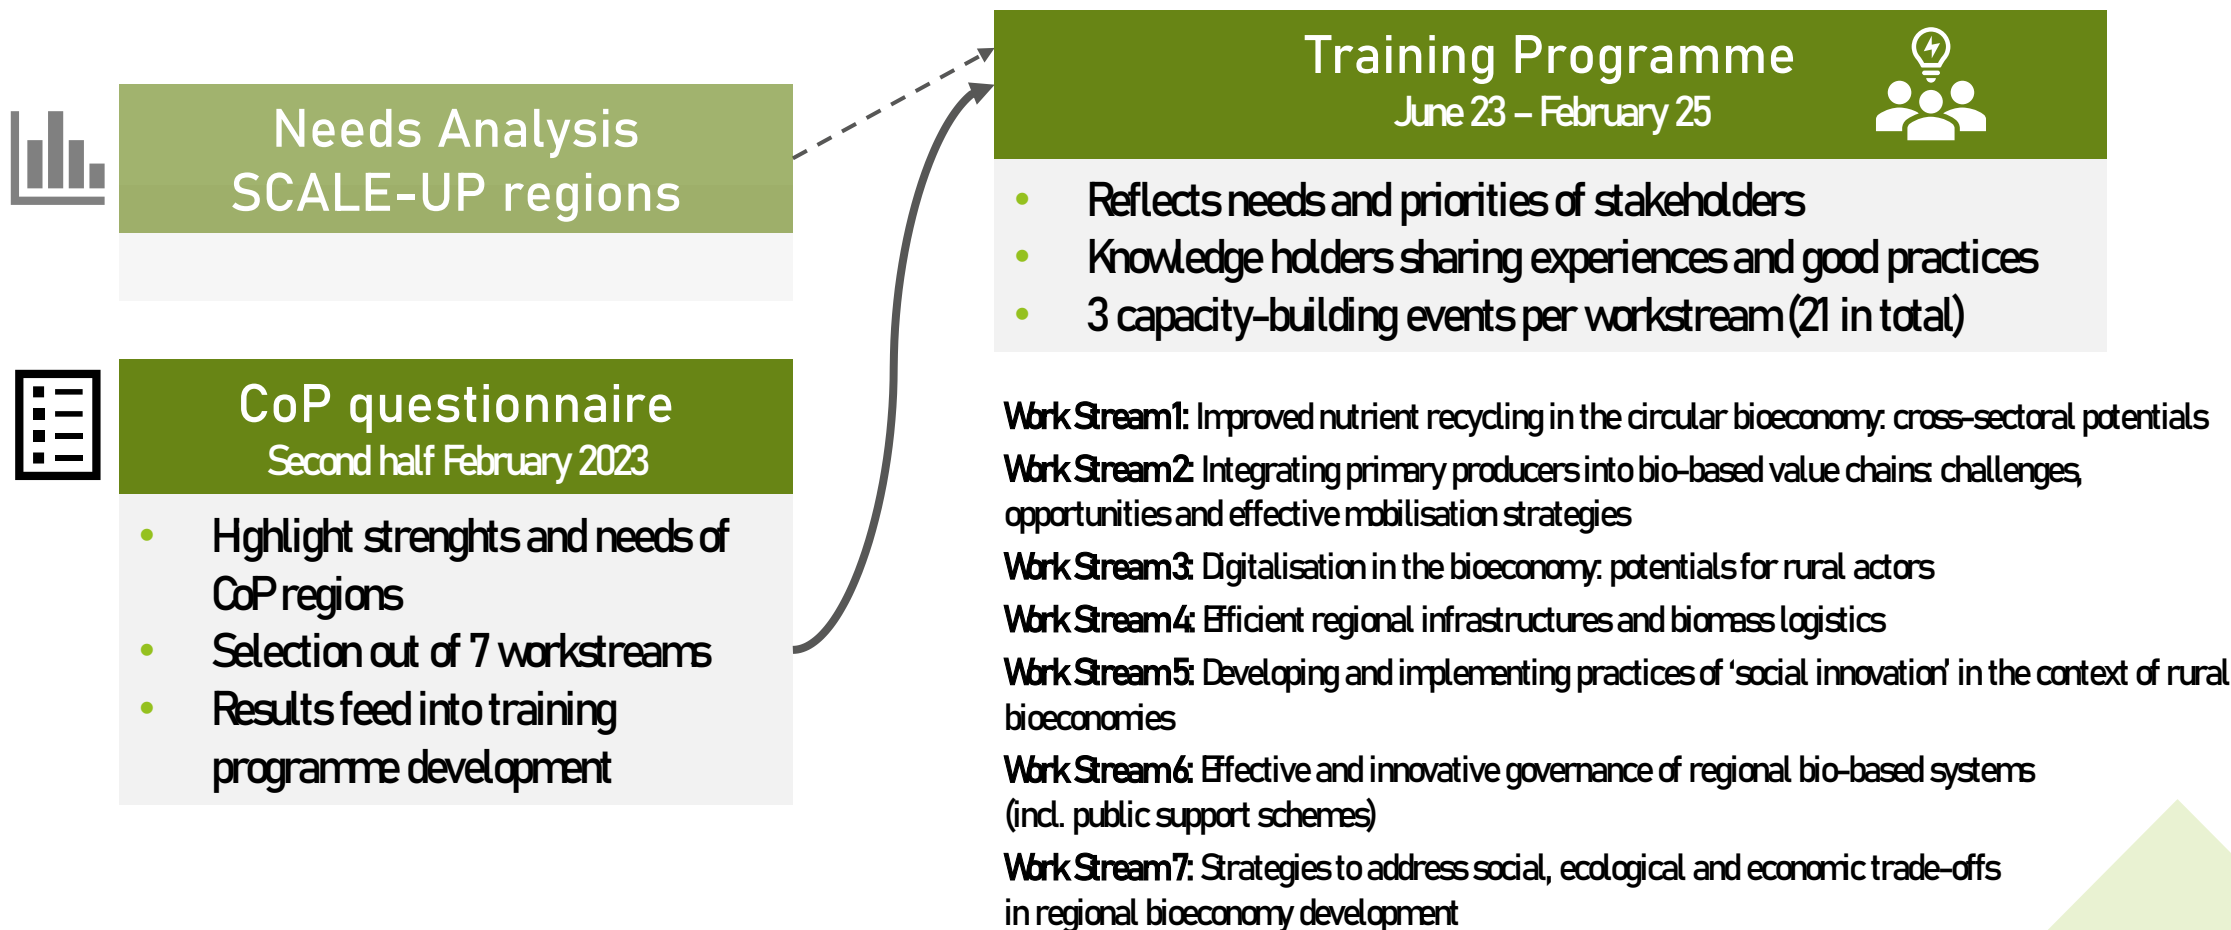 Needs Analysis
SCALE-UP regions
CoP questionnaire
Second half February 2023
• Highlight strenghts and needs of
CoP regions
• Selection out of 7 workstreams
• Results feed into training
programme development
Training Programme
June 23 – February 25
• Reflects needs and priorities of stakeholders
• Knowledge holders sharing experiences and good practices
• 3 capacity-building events per workstream (21 in total)
Work Stream 1: Improved nutrient recycling in the circular bioeconomy: cross-sectoral potentials
Work Stream 2: Integrating primary producers into bio-based value chains: challenges,
opportunities and effective mobilisation strategies
Work Stream 3: Digitalisation in the bioeconomy: potentials for rural actors
Work Stream 4: Efficient regional infrastructures and biomass logistics
Work Stream 5: Developing and implementing practices of ‘social innovation’ in the context of rural
bioeconomies
Work Stream 6: Effective and innovative governance of regional bio-based systems
(incl. public support schemes)
Work Stream 7: Strategies to address social, ecological and economic trade-offs
in regional bioeconomy development